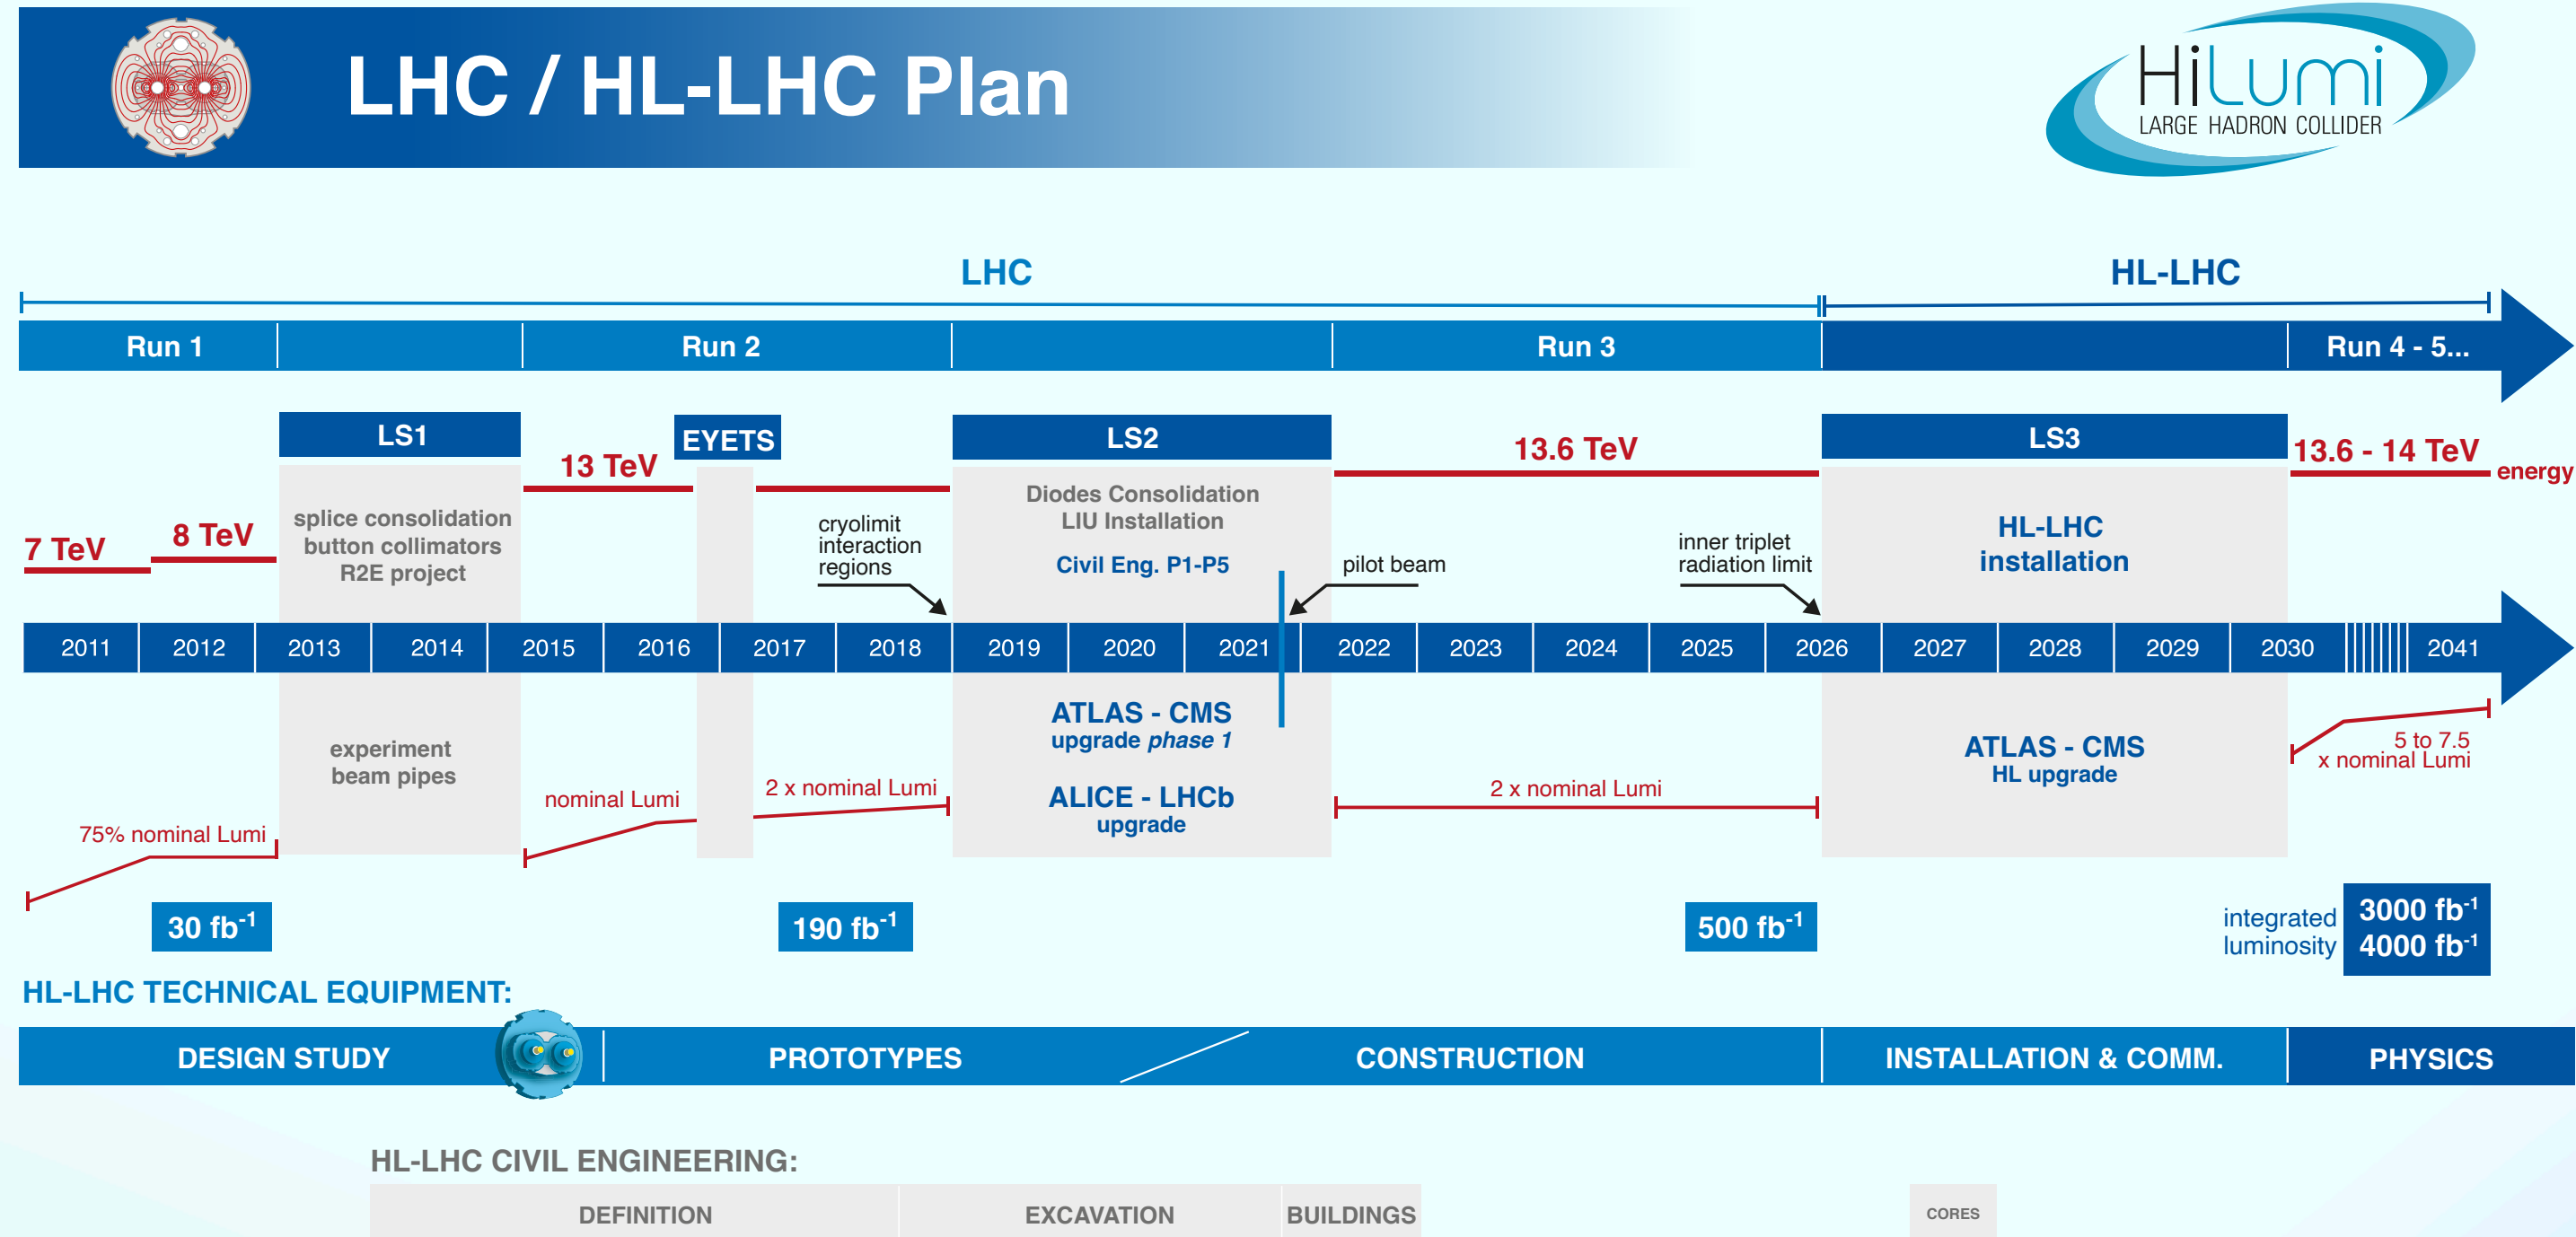 LHC / HL-LHC Plan
HiLumi
LARGE HADRON COLLIDER
LHC
HL-LHC
Run 1
Run 2
Run 3
Run 4 - 5...
LS1
EYETS
LS2
LS3
13 TeV
13.6 TeV
13.6 - 14 TeV
energy
7 TeV
8 TeV
splice consolidation
button collimators
R2E project
cryolimit
interaction
regions
Diodes Consolidation
LIU Installation
Civil Eng. P1-P5
pilot beam
inner triplet
radiation limit
HL-LHC
installation
2011
2012
2013
2014
2015
2016
2017
2018
2019
2020
2021
2022
2023
2024
2025
2026
2027
2028
2029
2030
2041
experiment
beam pipes
ATLAS - CMS
upgrade phase 1
ALICE - LHCb
upgrade
ATLAS - CMS
HL upgrade
5 to 7.5
x nominal Lumi
75% nominal Lumi
nominal Lumi
2 x nominal Lumi
2 x nominal Lumi
30 fb-1
190 fb-1
500 fb-1
integrated
luminosity
3000 fb-1
4000 fb-1
HL-LHC TECHNICAL EQUIPMENT:
DESIGN STUDY
PROTOTYPES
CONSTRUCTION
INSTALLATION & COMM.
PHYSICS
HL-LHC CIVIL ENGINEERING:
DEFINITION
EXCAVATION
BUILDINGS
CORES